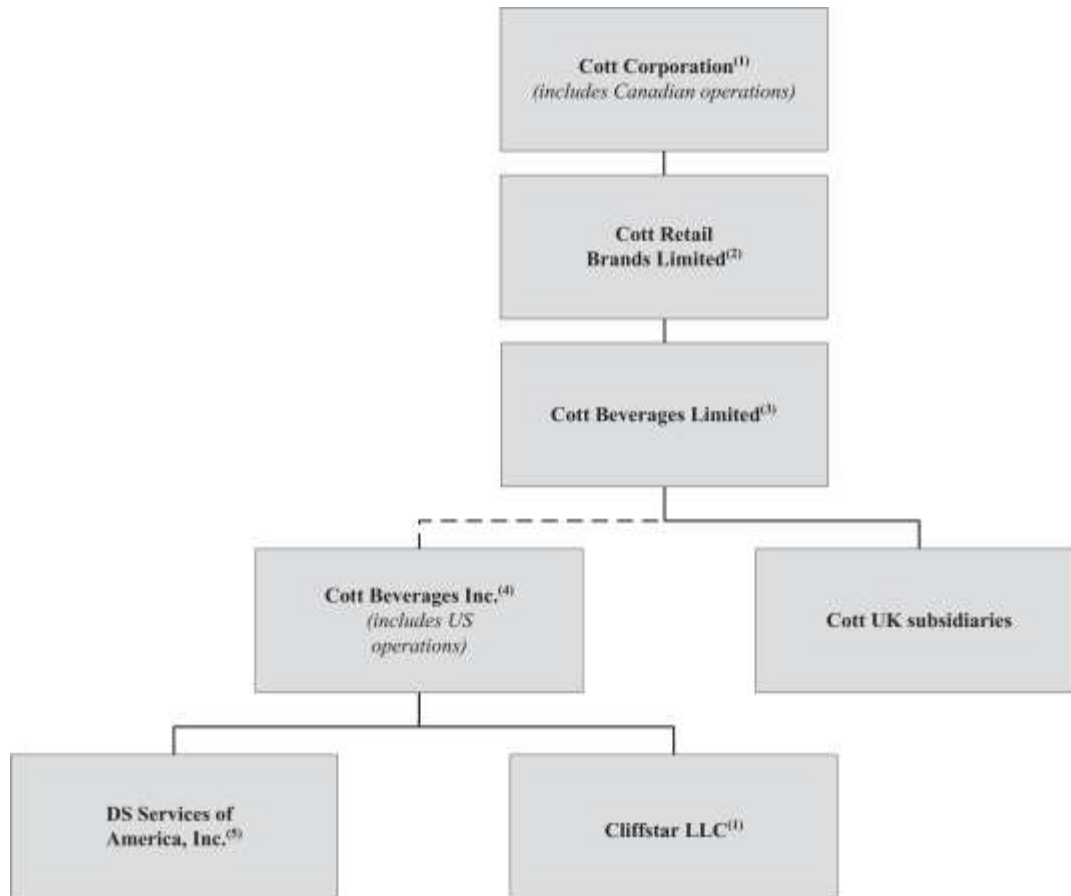 Cott Corporation(1)
(includes Canadian operations)
Cott Retail
Brands Limited(2)
Cott Beverages Limited(3)
Cott Beverages Inc.(4)
(includes US
operations)
Cott UK subsidiaries
DS Services of
America, Inc.(5)
Cliffstar LLC(1)